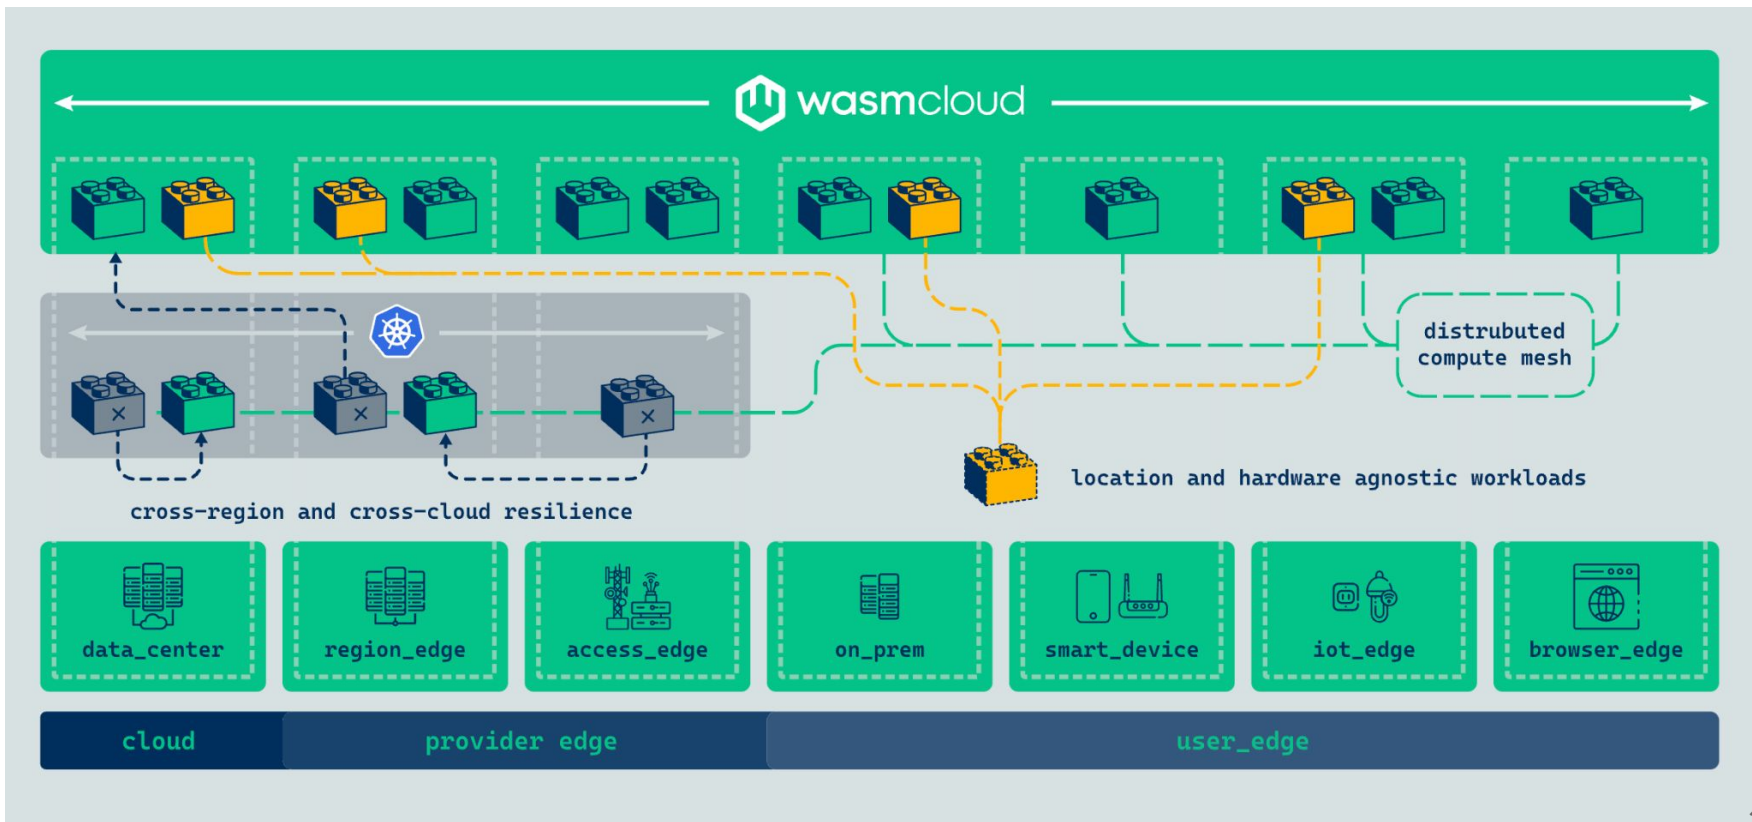 wasmcloud
distrubuted
compute mesh
location and hardware agnostic workloads
cross-region and cross-cloud resilience
data_center
region_edge
access_edge
on_prem
smart_device
iot_edge
browser_edge
cloud
provider edge
user_edge